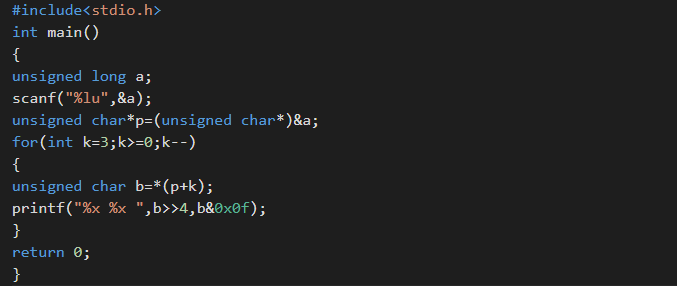 #include<stdio.h>
int main()
{
unsigned long a;
scanf("%lu",&a);
unsigned char*p=(unsigned char*)&a;
for(int k=3;k>=0;k--)
{
unsigned char b=*(p+k);
printf("%x %x ",b>>4,b&0x0f);
}
return 0;
}